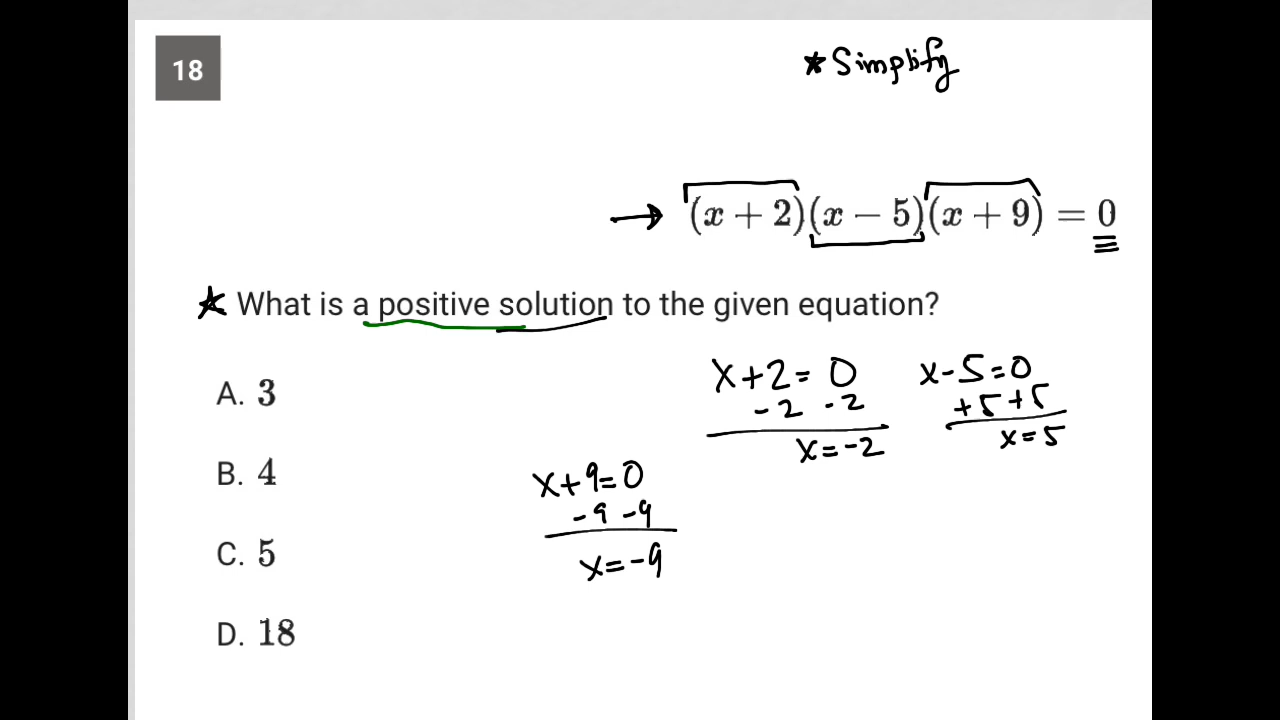 18
*Simplify
→ (x + 2)(x − 5)(x + 9) = 0
* What is a positive solution to the given equation?
A. 3
B. 4
C. 5
D. 18
x+2=0
-2 -2
x=-2
x-5=0
+5 +5
x=5
x+9=0
-9 -9
x=-9